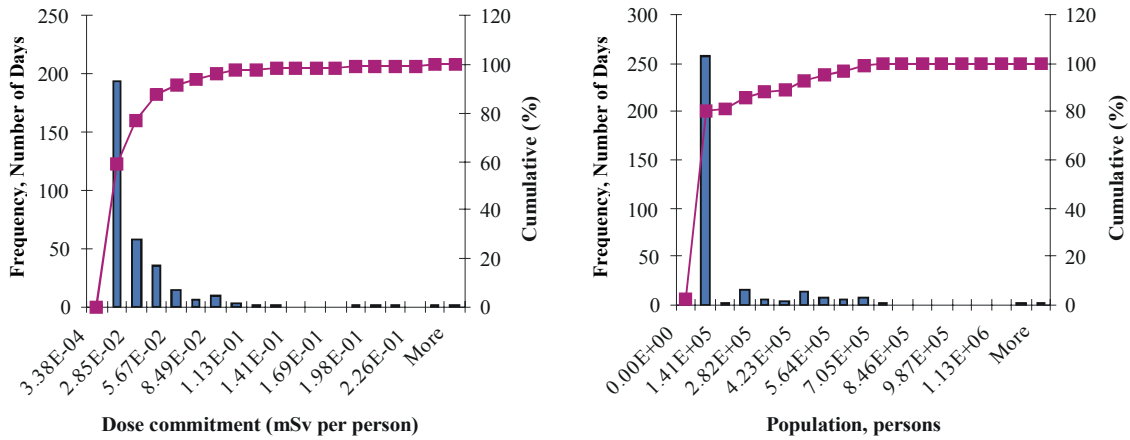 250
200
150
100
50
0
Frequency, Number of Days
120
100
80
60
40
20
0
Cumulative (%)
3.38E-04
2.85E-02
5.67E-02
8.49E-02
1.13E-01
1.41E-01
1.69E-01
1.98E-01
2.26E-01
More
Dose commitment (mSv per person)
300
250
200
150
100
50
0
Frequency, Number of Days
120
100
80
60
40
20
0
Cumulative (%)
0.00E+00
1.41E+05
2.82E+05
4.23E+05
5.64E+05
7.05E+05
8.46E+05
9.87E+05
1.13E+06
More
Population, persons